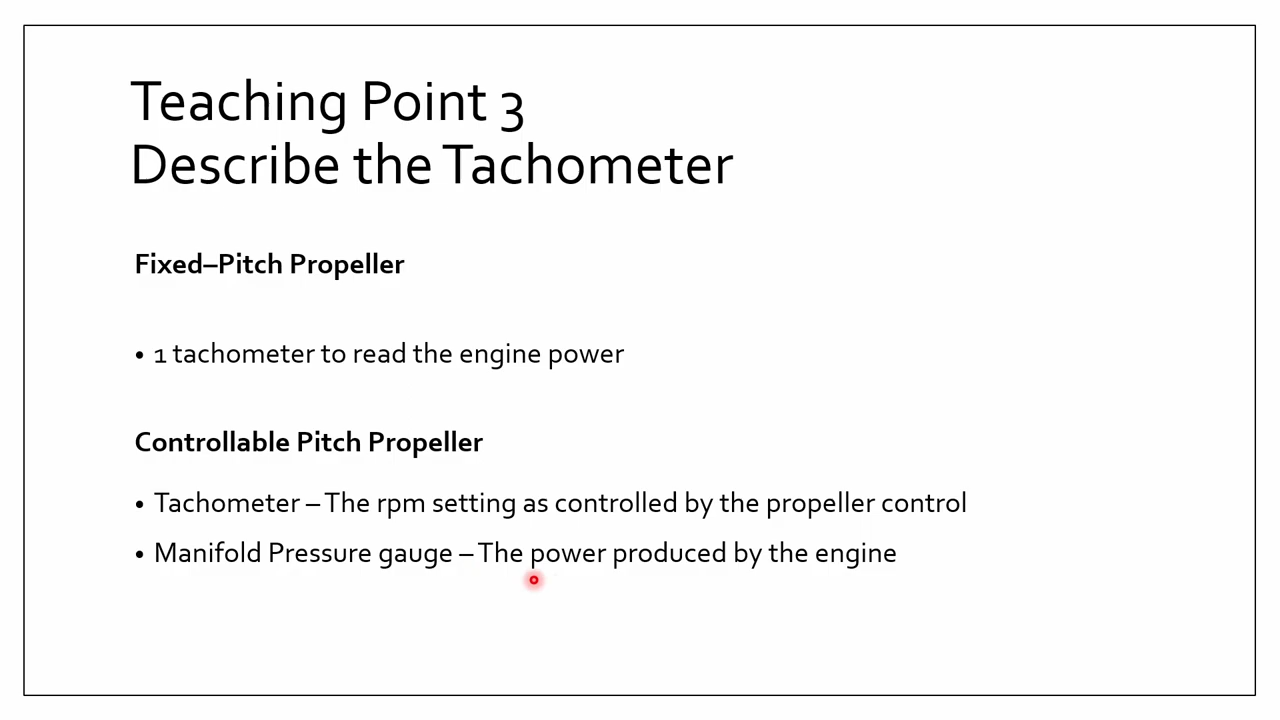 Teaching Point 3
Describe the Tachometer
Fixed–Pitch Propeller
• 1 tachometer to read the engine power
Controllable Pitch Propeller
• Tachometer – The rpm setting as controlled by the propeller control
• Manifold Pressure gauge – The power produced by the engine